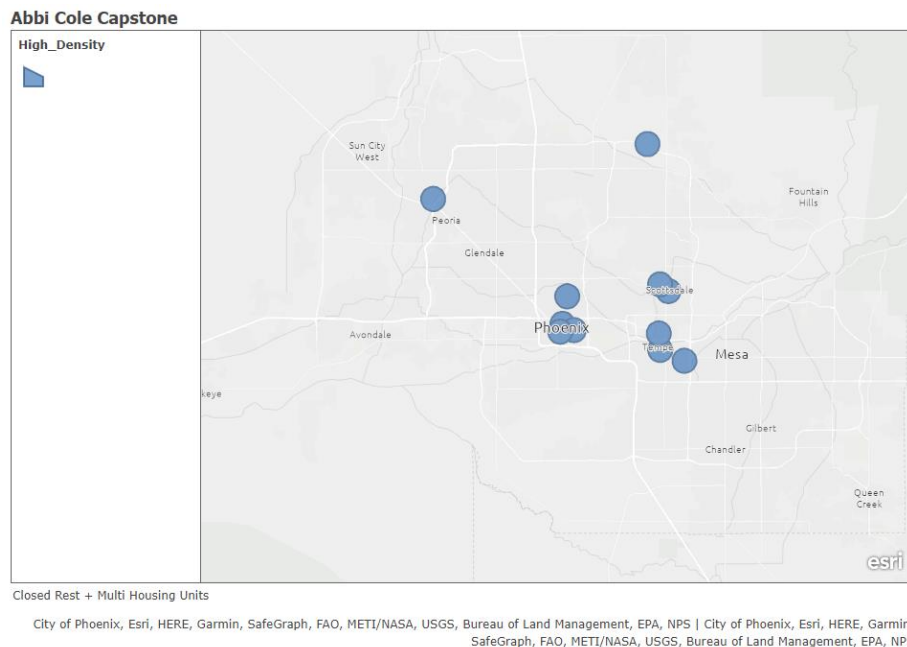 Abbi Cole Capstone
High_Density
Sun City
West
Fountain
Hills
Peoria
Glendale
Scottsdale
Phoenix
Avondale
Tempe
Mesa
keye
Gilbert
Chandler
Queen
Creek
esri
Closed Rest + Multi Housing Units
City of Phoenix, Esri, HERE, Garmin, SafeGraph, FAO, METI/NASA, USGS, Bureau of Land Management, EPA, NPS | City of Phoenix, Esri, HERE, Garmin
SafeGraph, FAO, METI/NASA, USGS, Bureau of Land Management, EPA, NP